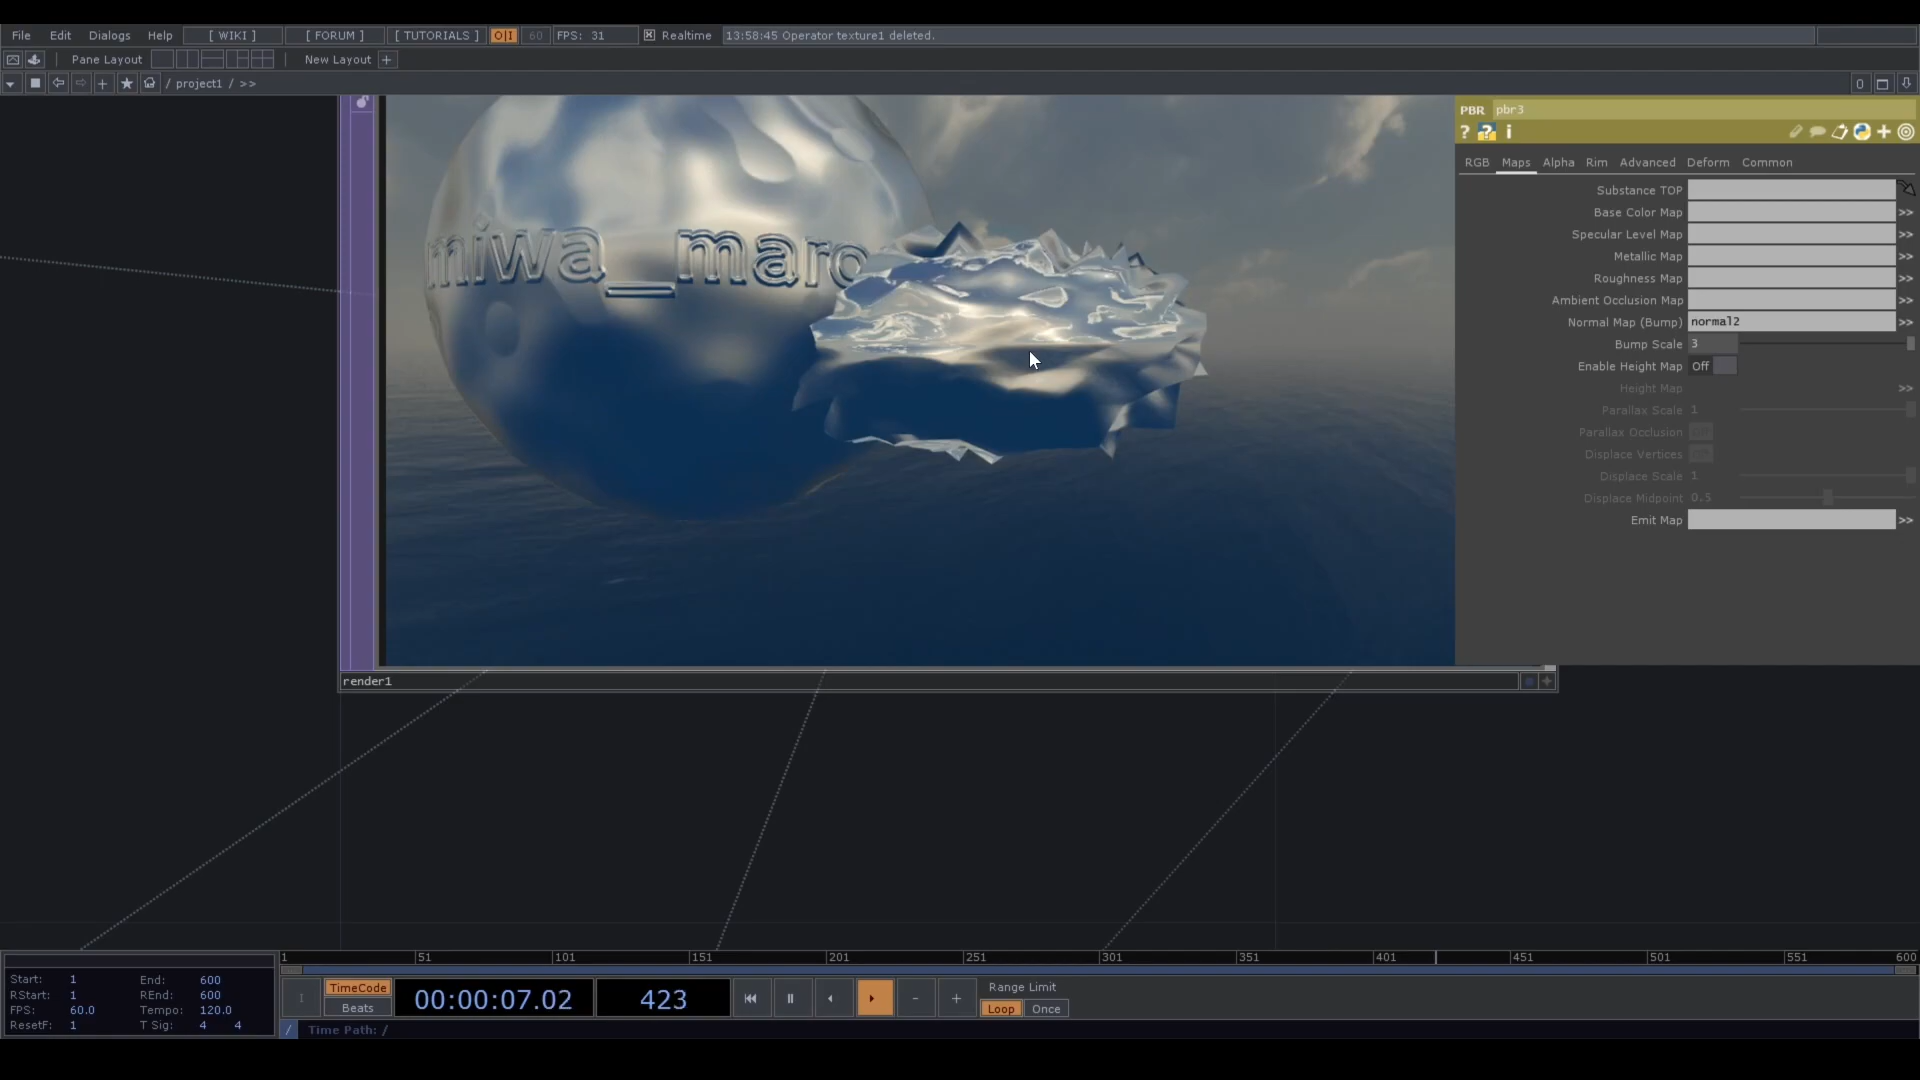 File Edit Dialogs Help [ WIKI ] [ FORUM ] [ TUTORIALS ] O|I 60 FPS: 31 Realtime 13:58:45 Operator texture1 deleted.
Pane Layout New Layout +
/ project1 / >> 0
PBR pbr3
? ? i
RGB Maps Alpha Rim Advanced Deform Common
Substance TOP
Base Color Map >>
Specular Level Map >>
Metallic Map >>
Roughness Map >>
Ambient Occlusion Map >>
Normal Map (Bump) normal2 >>
Bump Scale 3
Enable Height Map Off
Height Map >>
Parallax Scale 1
Parallax Occlusion
Displace Vertices
Displace Scale 1
Displace Midpoint 0.5
Emit Map >>
miwa_maro
render1
1 51 101 151 201 251 301 351 401 451 501 551 600
Start: 1 End: 600
RStart: 1 REnd: 600
FPS: 60.0 Tempo: 120.0
ResetF: 1 T Sig: 4 4
TimeCode
Beats
00:00:07.02 423
- +
Range Limit
Loop Once
/ Time Path: /